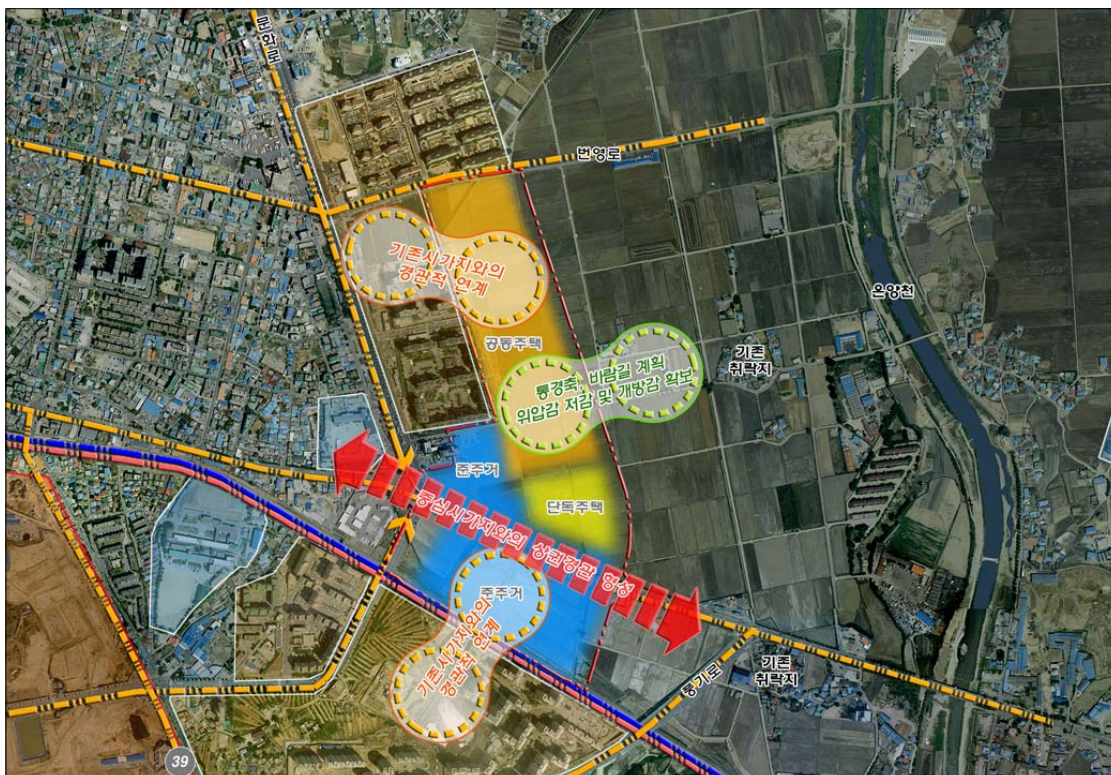 문화로
번영로
기존시가지와의
경관적 연계
온양천
공동주택
기존
취락지
통경축, 바람길 계획
위압감 저감 및 개방감 확보
준주거
단독주택
중심시가지와의 상권경관 형성
준주거
기존시가지와의
경관적 연계
풍기로
기존
취락지
39